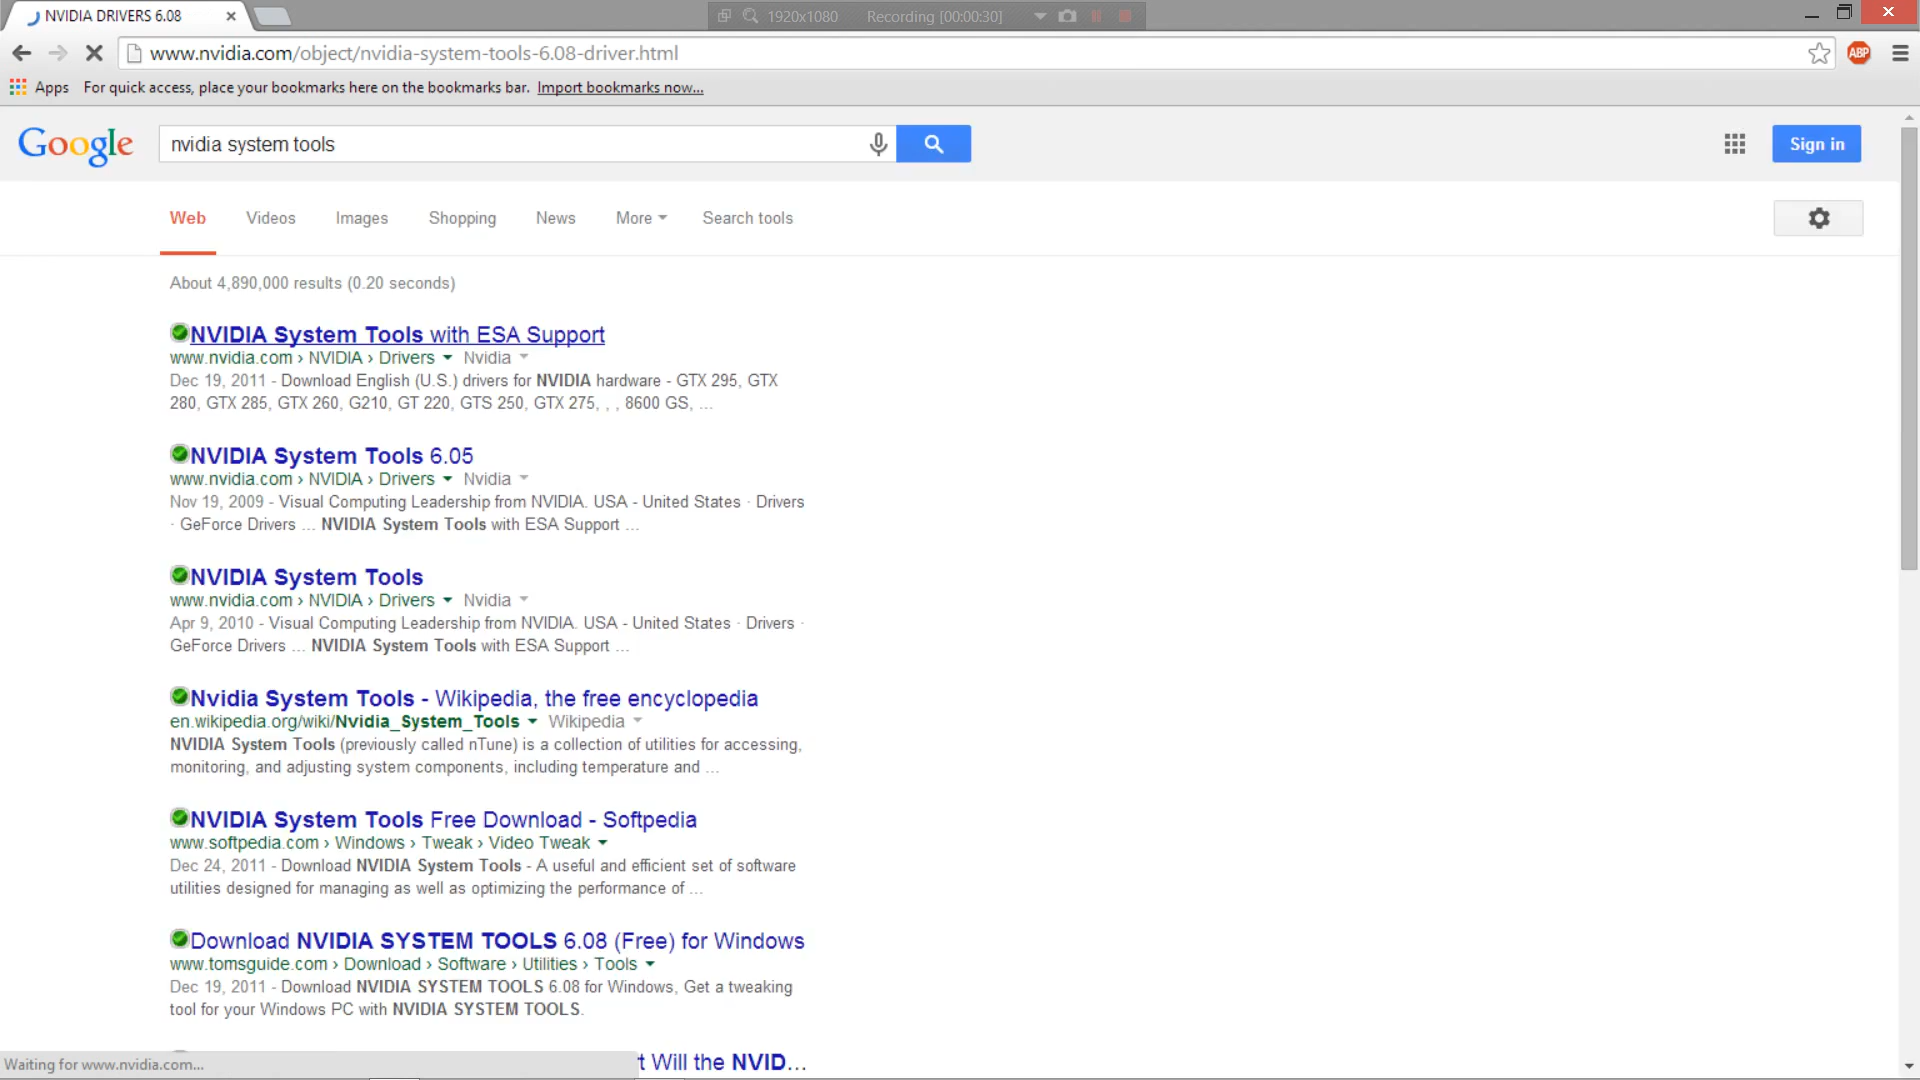 NVIDIA DRIVERS 6.08
1920x1080 Recording [00:00:30]
www.nvidia.com/object/nvidia-system-tools-6.08-driver.html
ABP
Apps For quick access, place your bookmarks here on the bookmarks bar. Import bookmarks now...
Google nvidia system tools Sign in
Web Videos Images Shopping News More Search tools
About 4,890,000 results (0.20 seconds)
NVIDIA System Tools with ESA Support
www.nvidia.com › NVIDIA › Drivers Nvidia
Dec 19, 2011 - Download English (U.S.) drivers for NVIDIA hardware - GTX 295, GTX
280, GTX 285, GTX 260, G210, GT 220, GTS 250, GTX 275, , , 8600 GS, ...
NVIDIA System Tools 6.05
www.nvidia.com › NVIDIA › Drivers Nvidia
Nov 19, 2009 - Visual Computing Leadership from NVIDIA. USA - United States · Drivers
· GeForce Drivers ... NVIDIA System Tools with ESA Support ...
NVIDIA System Tools
www.nvidia.com › NVIDIA › Drivers Nvidia
Apr 9, 2010 - Visual Computing Leadership from NVIDIA. USA - United States · Drivers ·
GeForce Drivers ... NVIDIA System Tools with ESA Support ...
Nvidia System Tools - Wikipedia, the free encyclopedia
en.wikipedia.org/wiki/Nvidia_System_Tools Wikipedia
NVIDIA System Tools (previously called nTune) is a collection of utilities for accessing,
monitoring, and adjusting system components, including temperature and ...
NVIDIA System Tools Free Download - Softpedia
www.softpedia.com › Windows › Tweak › Video Tweak
Dec 24, 2011 - Download NVIDIA System Tools - A useful and efficient set of software
utilities designed for managing as well as optimizing the performance of ...
Download NVIDIA SYSTEM TOOLS 6.08 (Free) for Windows
www.tomsguide.com › Download › Software › Utilities › Tools
Dec 19, 2011 - Download NVIDIA SYSTEM TOOLS 6.08 for Windows, Get a tweaking
tool for your Windows PC with NVIDIA SYSTEM TOOLS.
t Will the NVID...
Waiting for www.nvidia.com...